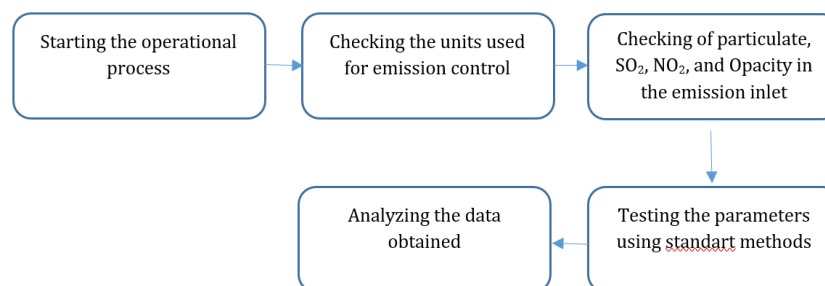 Starting the operational
process
Checking the units used
for emission control
Checking of particulate,
SO₂, NO₂, and Opacity in
the emission inlet
Testing the parameters
using standart methods
Analyzing the data
obtained